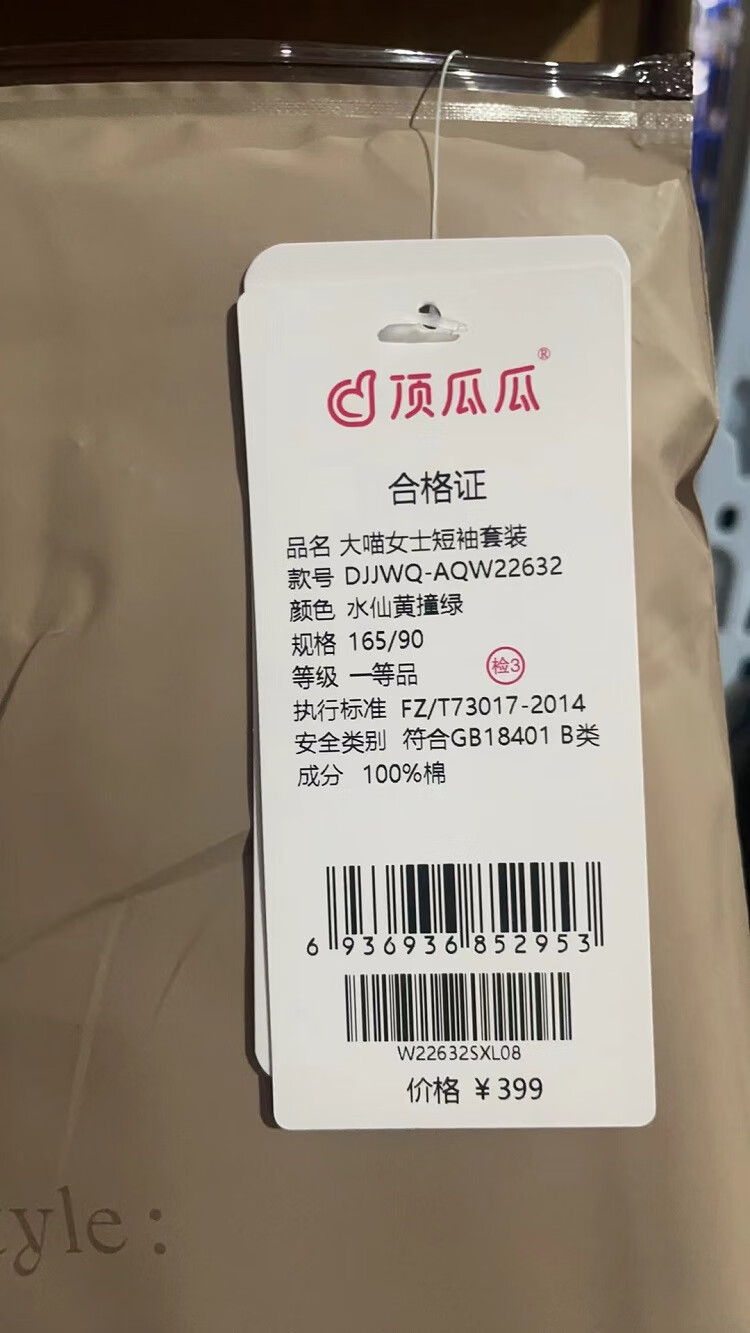 顶瓜瓜®
合格证
品名 大喵女士短袖套装
款号 DJJWQ-AQW22632
颜色 水仙黄撞绿
规格 165/90
等级 一等品 检3
执行标准 FZ/T73017-2014
安全类别 符合GB18401 B类
成分 100%棉
6 936936 852953
W22632SXL08
价格 ¥399
tyle: